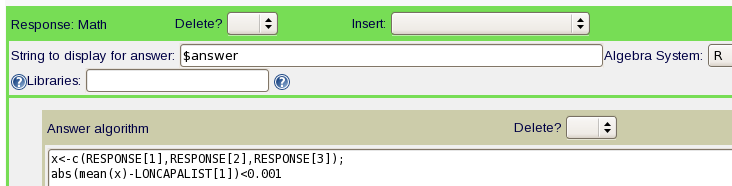 Response: Math Delete? Insert:
String to display for answer: $answer Algebra System: R
Libraries:
Answer algorithm Delete?
x<-c(RESPONSE[1],RESPONSE[2],RESPONSE[3]);
abs(mean(x)-LONCAPALIST[1])<0.001